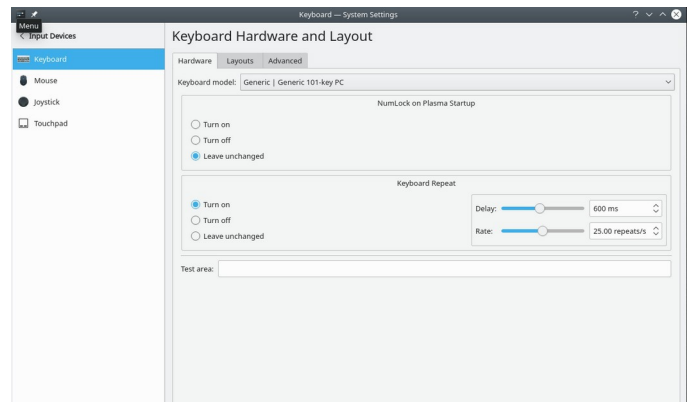 Keyboard — System Settings
Menu
Input Devices
Keyboard Hardware and Layout
Keyboard
Mouse
Joystick
Touchpad
Hardware Layouts Advanced
Keyboard model: Generic | Generic 101-key PC
NumLock on Plasma Startup
Turn on
Turn off
Leave unchanged
Keyboard Repeat
Turn on
Turn off
Leave unchanged
Delay: 600 ms
Rate: 25.00 repeats/s
Test area: